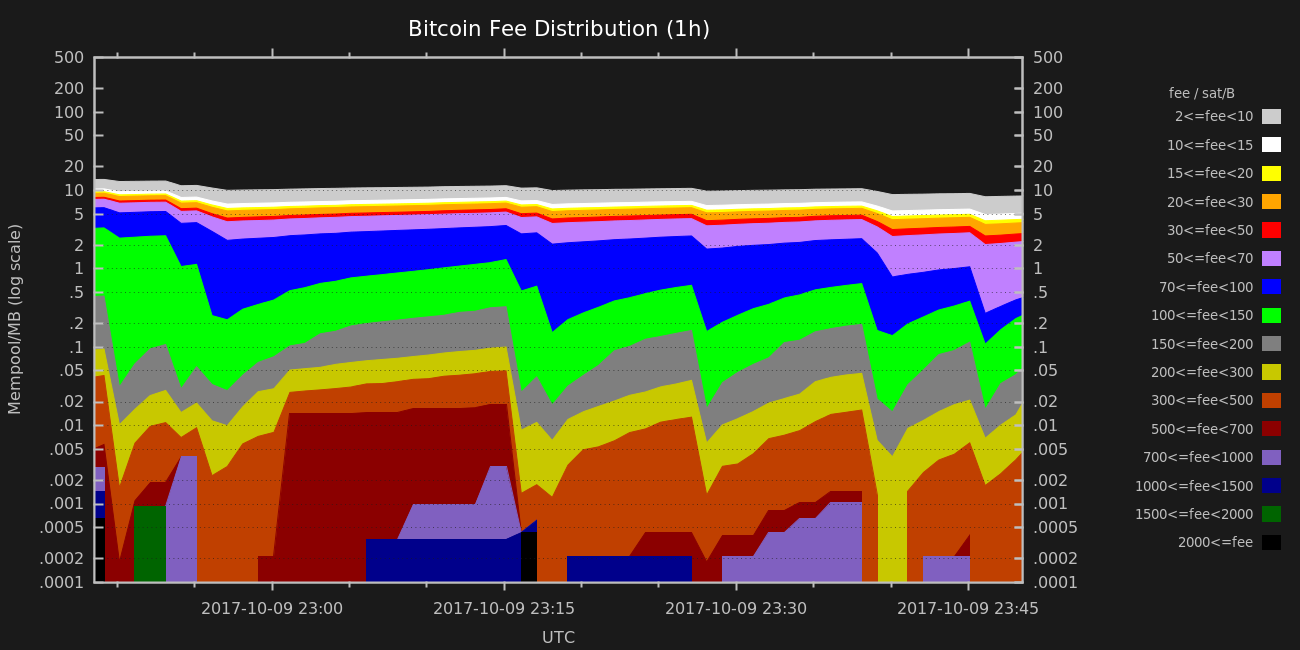 Bitcoin Fee Distribution (1h)
500 500
200 200
100 100
50 50
20 20
10 10
5 5
2 2
1 1
.5 .5
.2 .2
.1 .1
.05 .05
.02 .02
.01 .01
.005 .005
.002 .002
.001 .001
.0005 .0005
.0002 .0002
.0001 .0001
Mempool/MB (log scale)
2017-10-09 23:00 2017-10-09 23:15 2017-10-09 23:30 2017-10-09 23:45
UTC
fee / sat/B
2<=fee<10
10<=fee<15
15<=fee<20
20<=fee<30
30<=fee<50
50<=fee<70
70<=fee<100
100<=fee<150
150<=fee<200
200<=fee<300
300<=fee<500
500<=fee<700
700<=fee<1000
1000<=fee<1500
1500<=fee<2000
2000<=fee